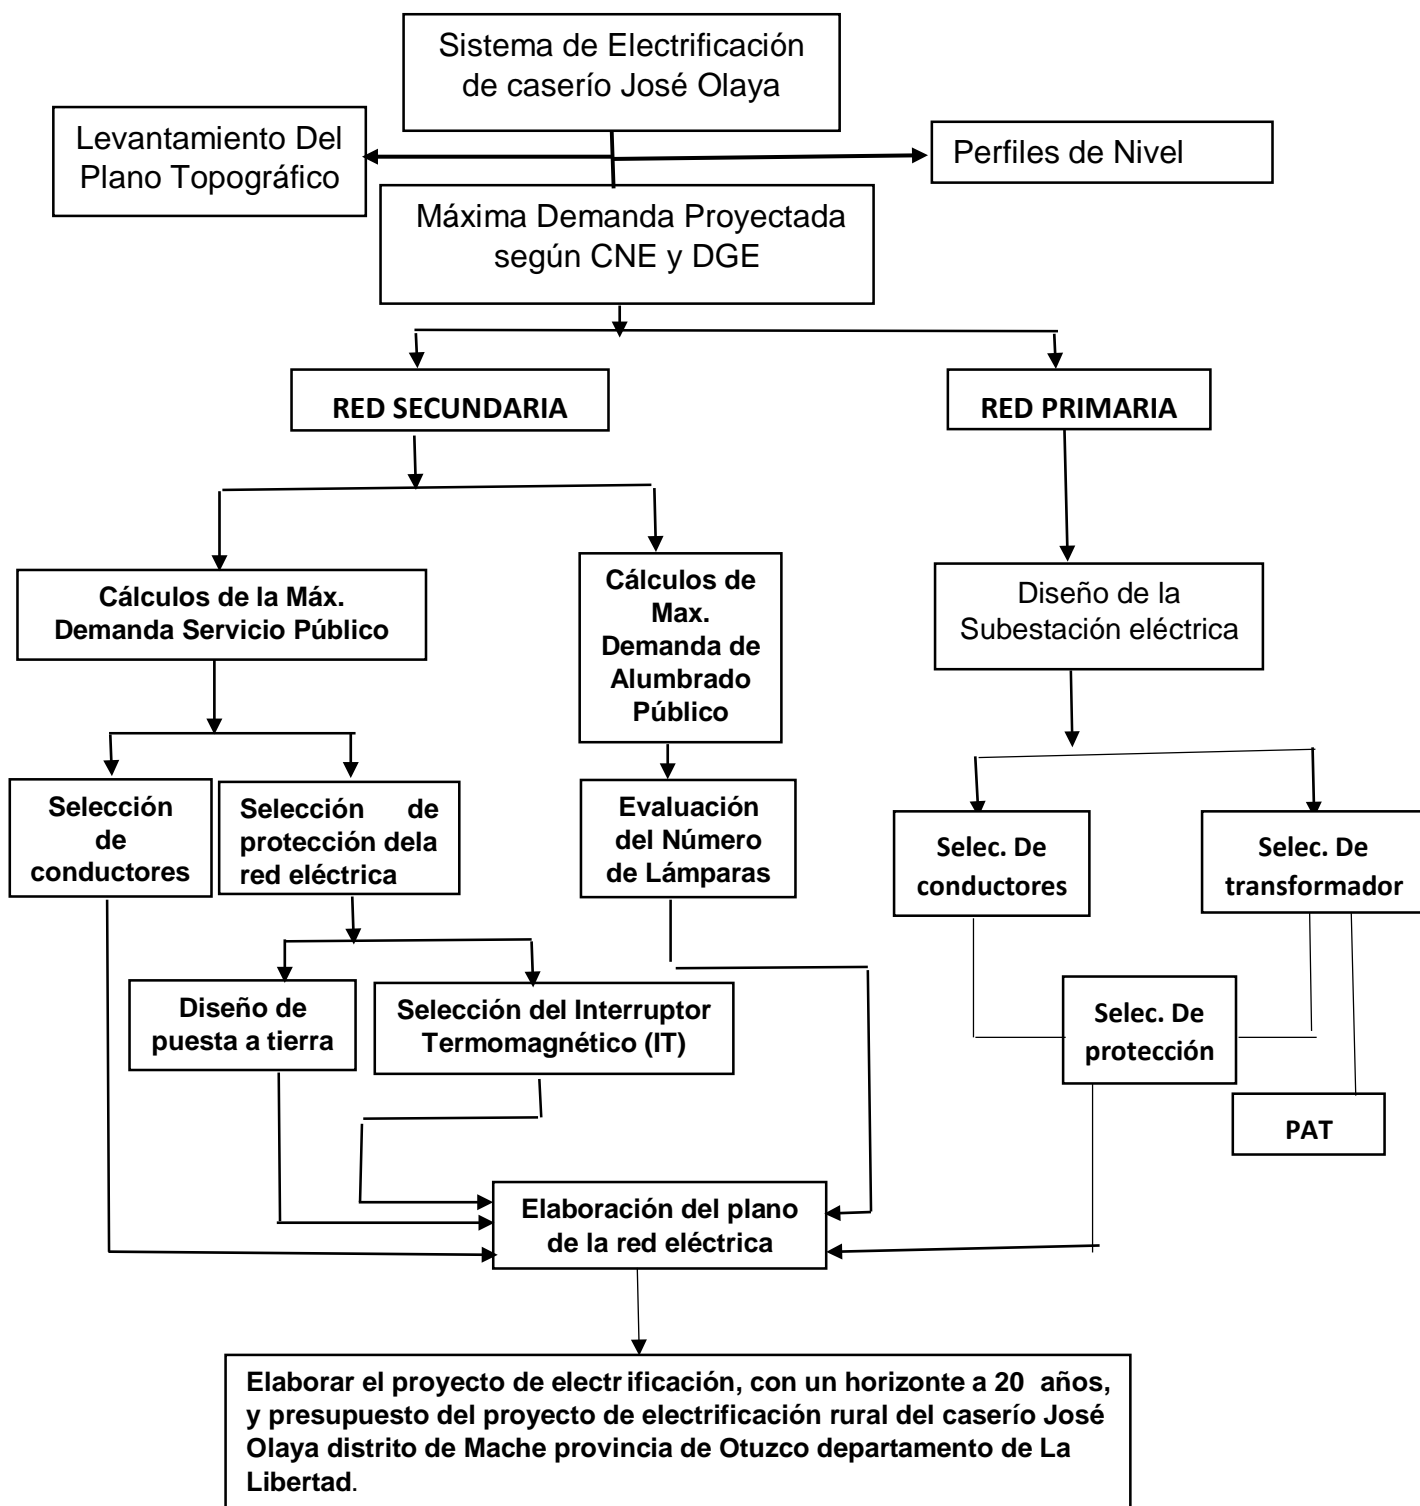 Sistema de Electrificación
de caserío José Olaya
Levantamiento Del
Plano Topográfico
Perfiles de Nivel
Máxima Demanda Proyectada
según CNE y DGE
RED SECUNDARIA
RED PRIMARIA
Cálculos de la Máx.
Demanda Servicio Público
Cálculos de
Max.
Demanda de
Alumbrado
Público
Diseño de la
Subestación eléctrica
Selección
de
conductores
Selección de
protección dela
red eléctrica
Evaluación
del Número
de Lámparas
Selec. De
conductores
Selec. De
transformador
Diseño de
puesta a tierra
Selección del Interruptor
Termomagnético (IT)
Selec. De
protección
PAT
Elaboración del plano
de la red eléctrica
Elaborar el proyecto de electrificación, con un horizonte a 20 años,
y presupuesto del proyecto de electrificación rural del caserío José
Olaya distrito de Mache provincia de Otuzco departamento de La
Libertad.